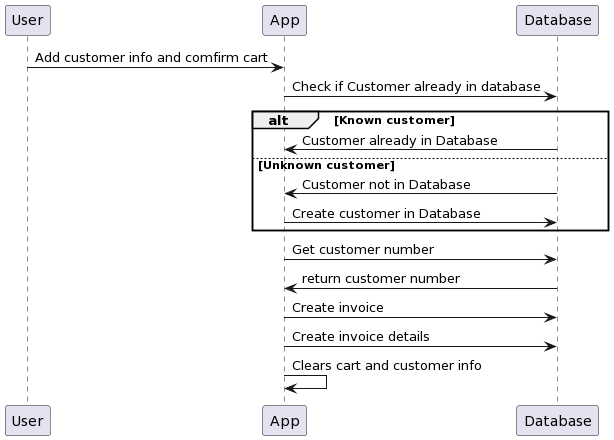 User App Database
Add customer info and comfirm cart
Check if Customer already in database
alt [Known customer]
Customer already in Database
[Unknown customer]
Customer not in Database
Create customer in Database
Get customer number
return customer number
Create invoice
Create invoice details
Clears cart and customer info
User App Database